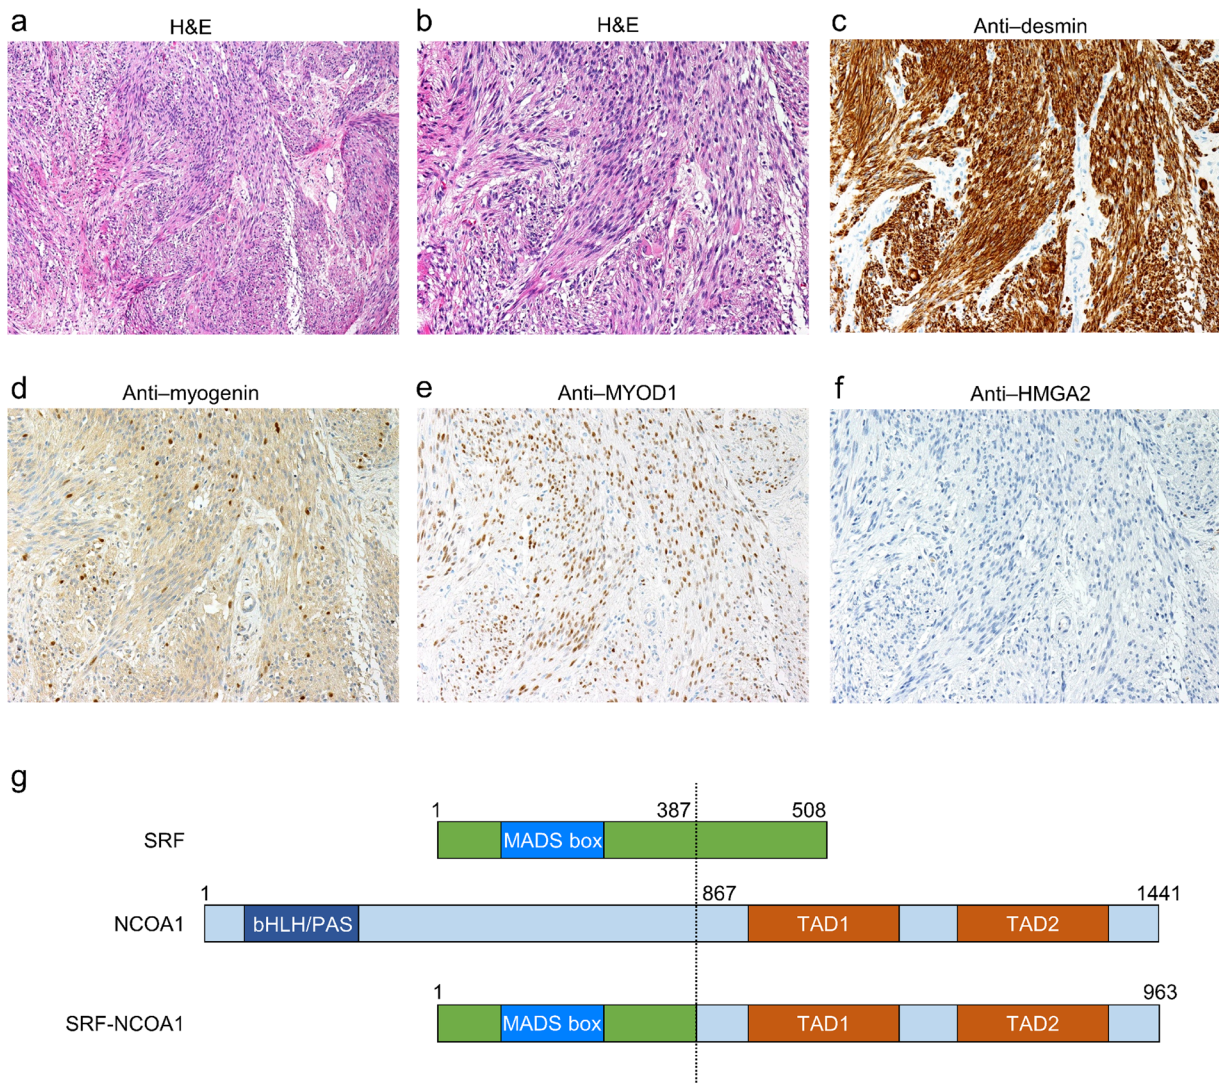 a
H&E
b
H&E
c
Anti–desmin
d
Anti–myogenin
e
Anti–MYOD1
f
Anti–HMGA2
g
1
387
508
SRF
MADS box
1
867
1441
NCOA1
bHLH/PAS
TAD1
TAD2
1
963
SRF-NCOA1
MADS box
TAD1
TAD2